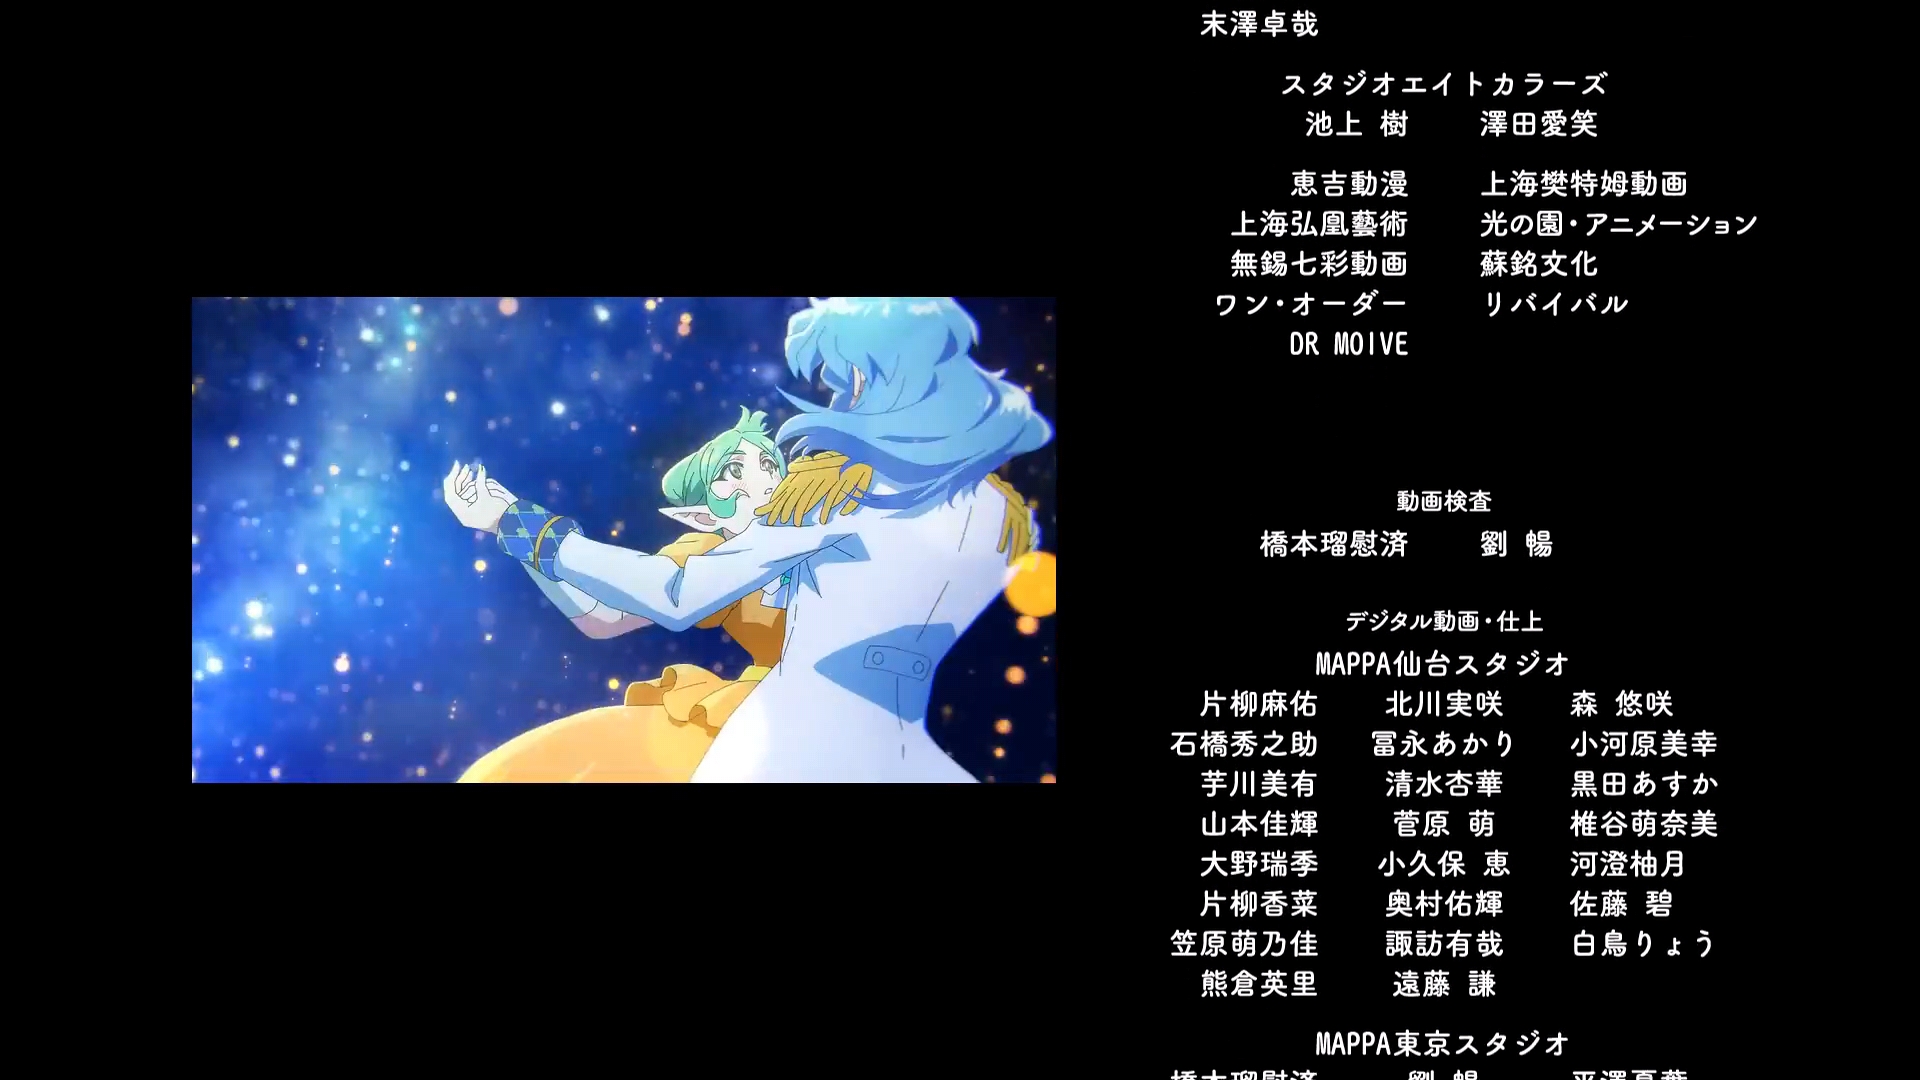 末澤卓哉
スタジオエイトカラーズ
池上 樹 澤田愛笑
恵吉動漫 上海樊特姆動画
上海弘凰藝術 光の園・アニメーション
無錫七彩動画 蘇銘文化
ワン・オーダー リバイバル
DR MOIVE
動画検査
橋本瑠慰済 劉 暢
デジタル動画・仕上
MAPPA仙台スタジオ
片柳麻佑 北川実咲 森 悠咲
石橋秀之助 冨永あかり 小河原美幸
芋川美有 清水杏華 黒田あすか
山本佳輝 菅原 萌 椎谷萌奈美
大野瑞季 小久保 恵 河澄柚月
片柳香菜 奥村佑輝 佐藤 碧
笠原萌乃佳 諏訪有哉 白鳥りょう
熊倉英里 遠藤 謙
MAPPA東京スタジオ
橋本瑠慰済 劉 暢